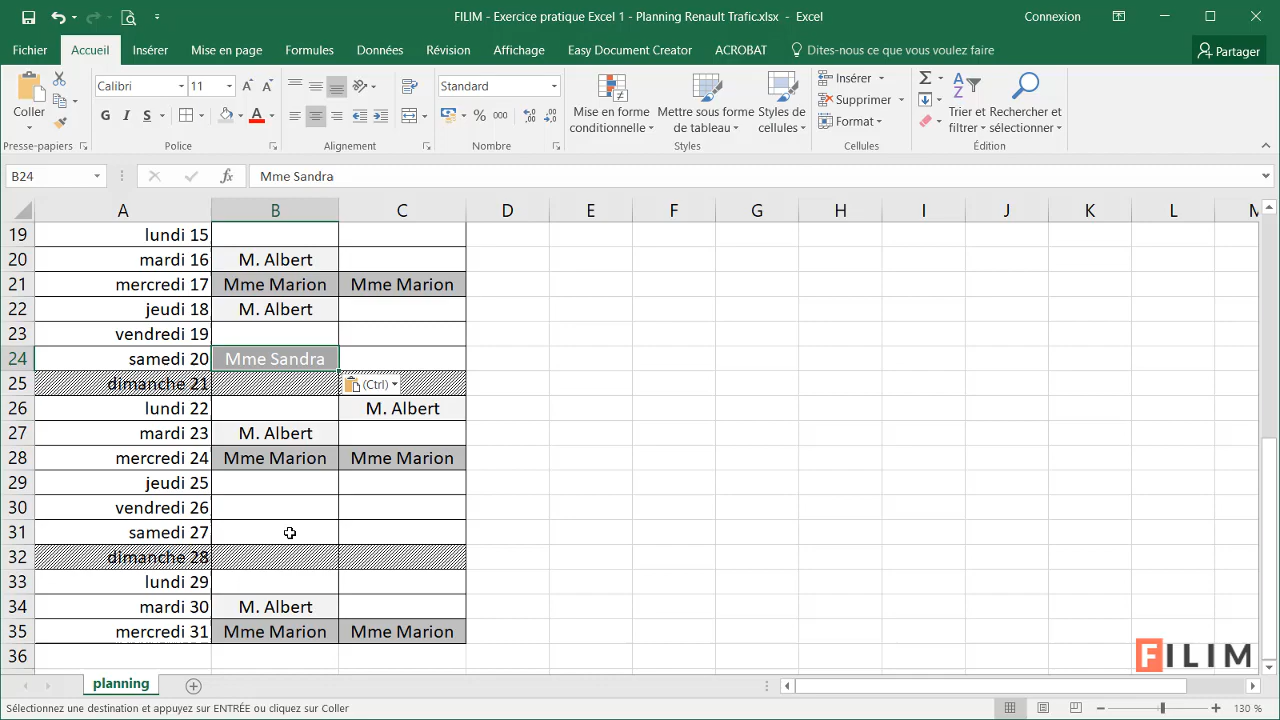 FILIM - Exercice pratique Excel 1 - Planning Renault Trafic.xlsx - Excel
Connexion
Fichier Accueil Insérer Mise en page Formules Données Révision Affichage Easy Document Creator ACROBAT Dites-nous ce que vous voulez faire Partager
Coller
Presse-papiers
Calibri 11
G I S A
Police
Alignement
Standard
% 000
Nombre
Mise en forme conditionnelle
Mettre sous forme de tableau
Styles de cellules
Styles
Insérer
Supprimer
Format
Cellules
Trier et filtrer
Rechercher et sélectionner
Édition
B24 fx Mme Sandra
A B C D E F G H I J K L M
19 lundi 15
20 mardi 16 M. Albert
21 mercredi 17 Mme Marion Mme Marion
22 jeudi 18 M. Albert
23 vendredi 19
24 samedi 20 Mme Sandra
25 dimanche 21 (Ctrl)
26 lundi 22 M. Albert
27 mardi 23 M. Albert
28 mercredi 24 Mme Marion Mme Marion
29 jeudi 25
30 vendredi 26
31 samedi 27
32 dimanche 28
33 lundi 29
34 mardi 30 M. Albert
35 mercredi 31 Mme Marion Mme Marion
36
FILIM
planning
Sélectionnez une destination et appuyez sur ENTRÉE ou cliquez sur Coller
130 %